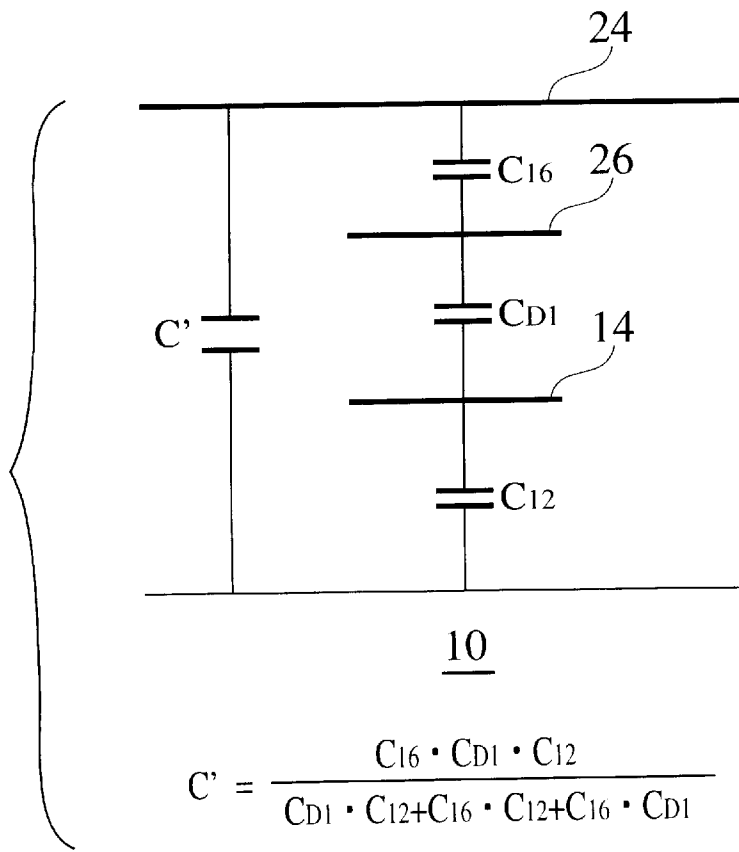 24
C16
26
C' CD1
14
C12
10
C' = C16 · CD1 · C12 / CD1 · C12+C16 · C12+C16 · CD1